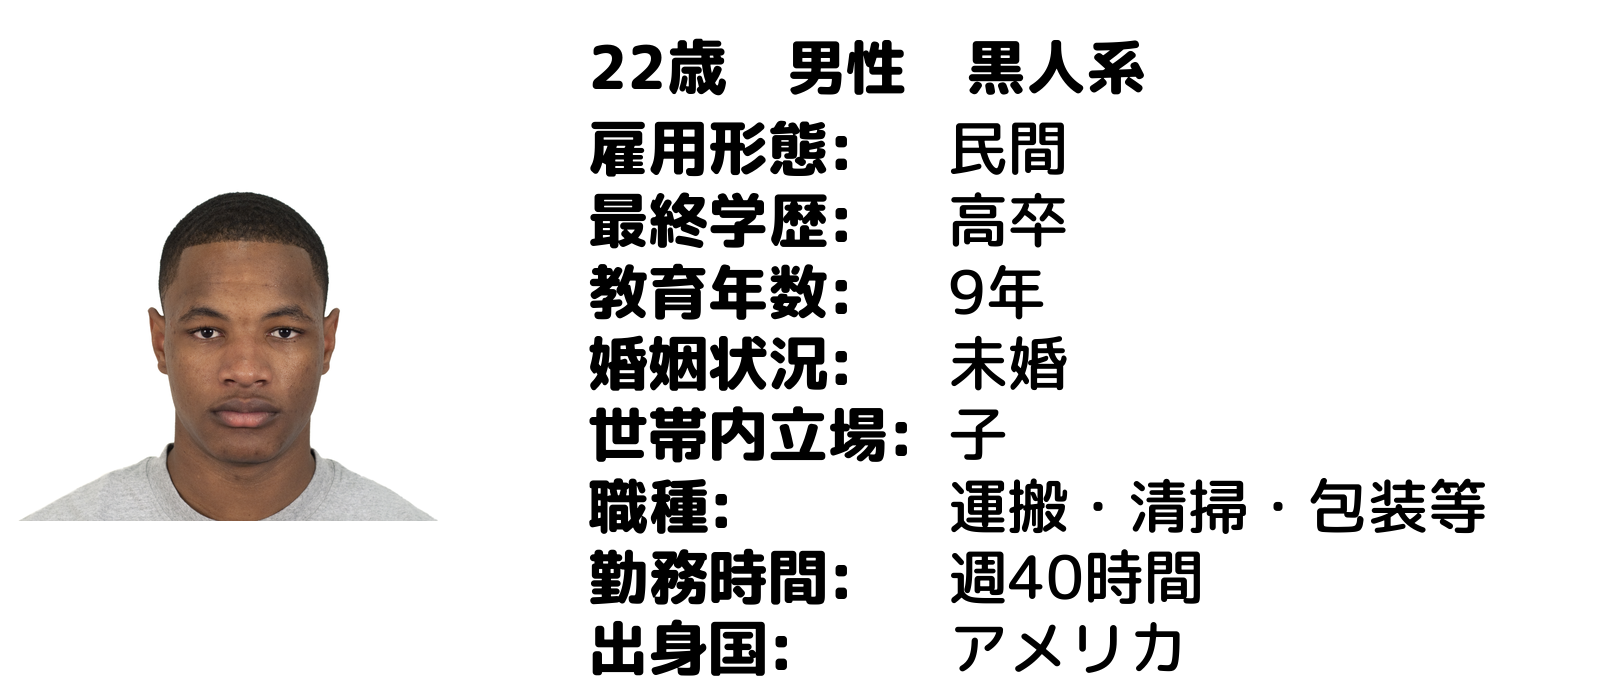 22歳　男性　黒人系
雇用形態:　民間
最終学歴:　高卒
教育年数:　9年
婚姻状況:　未婚
世帯内立場:　子
職種:　運搬・清掃・包装等
勤務時間:　週40時間
出身国:　アメリカ